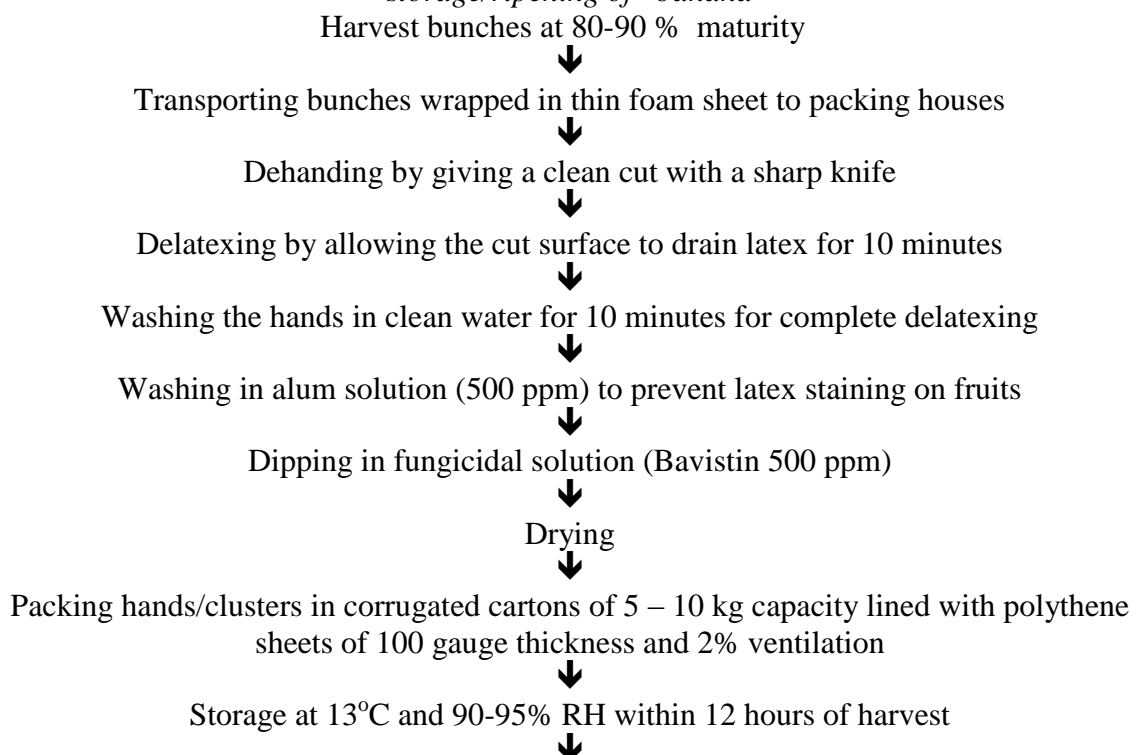 storage/ripening of banana
Harvest bunches at 80-90 % maturity
Transporting bunches wrapped in thin foam sheet to packing houses
Dehanding by giving a clean cut with a sharp knife
Delatexing by allowing the cut surface to drain latex for 10 minutes
Washing the hands in clean water for 10 minutes for complete delatexing
Washing in alum solution (500 ppm) to prevent latex staining on fruits
Dipping in fungicidal solution (Bavistin 500 ppm)
Drying
Packing hands/clusters in corrugated cartons of 5 – 10 kg capacity lined with polythene
sheets of 100 gauge thickness and 2% ventilation
Storage at 13°C and 90-95% RH within 12 hours of harvest